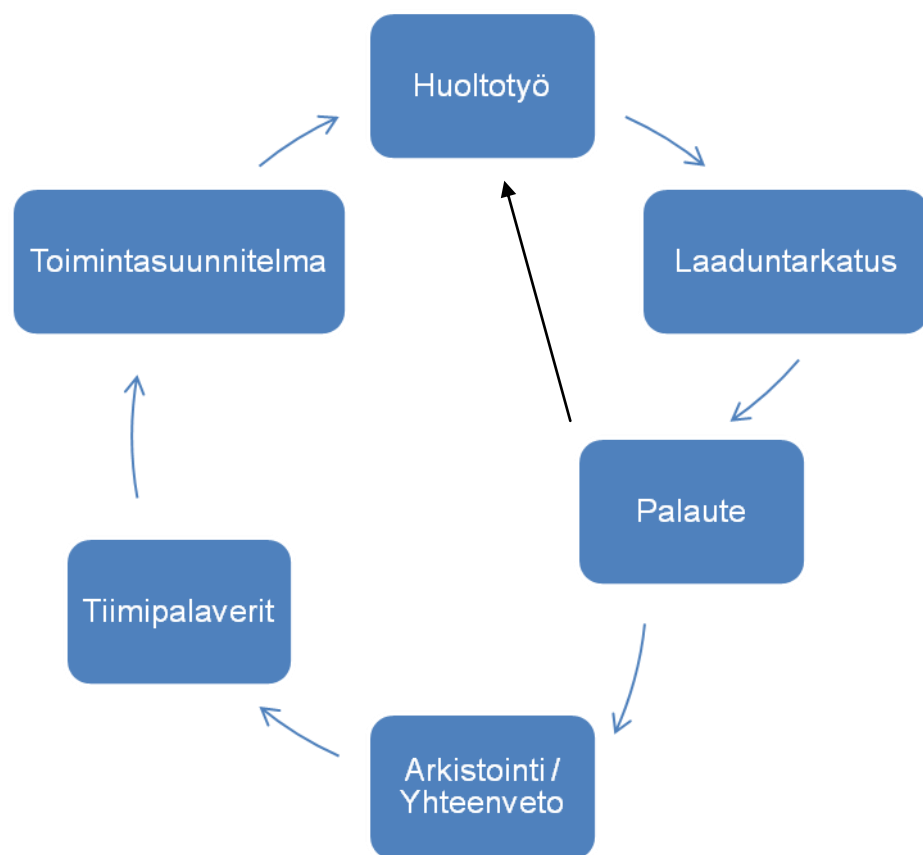 Huoltotyö
Laaduntarkatus
Palaute
Arkistointi /
Yhteenveto
Tiimipalaverit
Toimintasuunnitelma